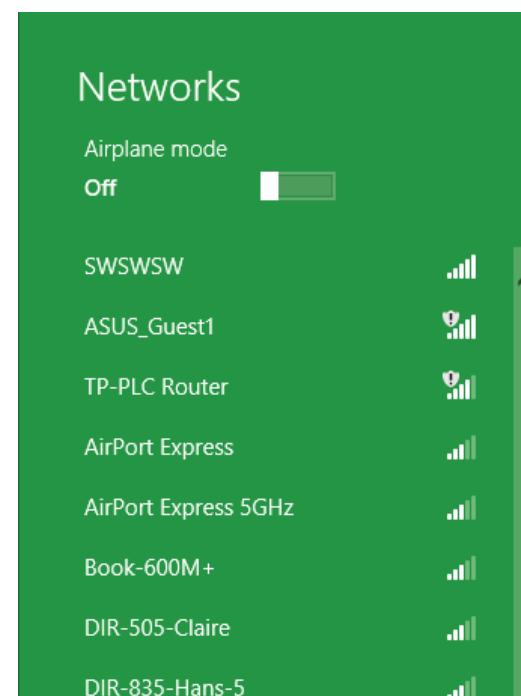 Networks
Airplane mode
Off
SWSWSW
ASUS_Guest1
TP-PLC Router
AirPort Express
AirPort Express 5GHz
Book-600M+
DIR-505-Claire
DIR-835-Hans-5